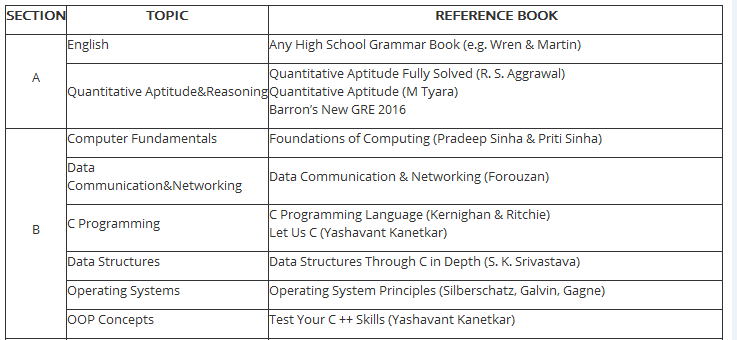 SECTION TOPIC REFERENCE BOOK
A
English
Any High School Grammar Book (e.g. Wren & Martin)
Quantitative Aptitude&Reasoning
Quantitative Aptitude Fully Solved (R. S. Aggrawal)
Quantitative Aptitude (M Tyara)
Barron’s New GRE 2016
B
Computer Fundamentals
Foundations of Computing (Pradeep Sinha & Priti Sinha)
Data
Communication&Networking
Data Communication & Networking (Forouzan)
C Programming
C Programming Language (Kernighan & Ritchie)
Let Us C (Yashavant Kanetkar)
Data Structures
Data Structures Through C in Depth (S. K. Srivastava)
Operating Systems
Operating System Principles (Silberschatz, Galvin, Gagne)
OOP Concepts
Test Your C ++ Skills (Yashavant Kanetkar)